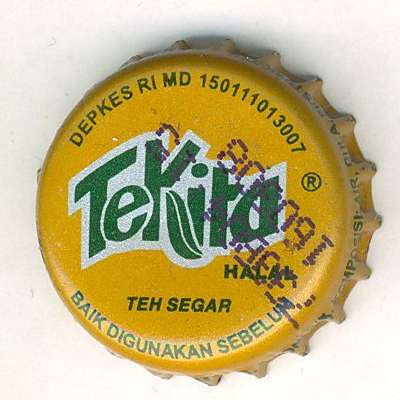 DEPKES RI MD 150111013007
TeKita ®
HALAL
TEH SEGAR
BAIK DIGUNAKAN SEBELUM